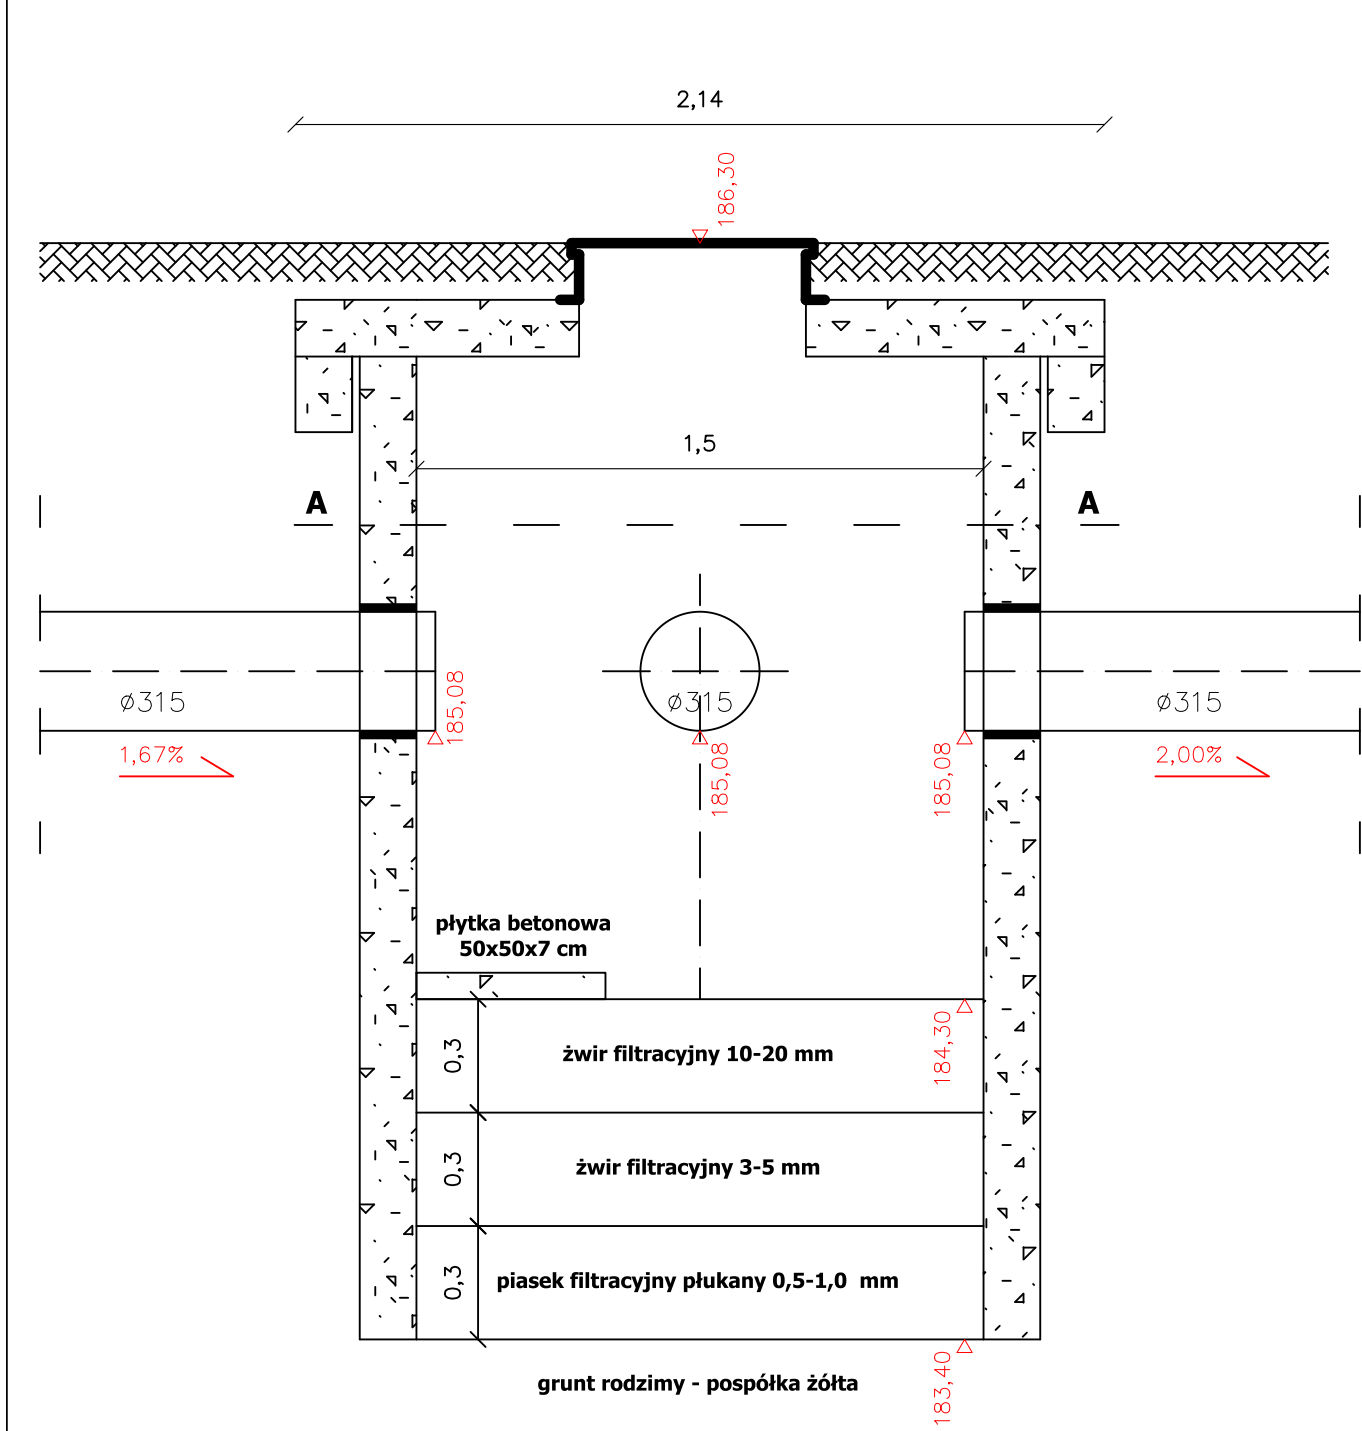 2,14
186,30
1,5
A
A
ø315
ø315
ø315
185,08
185,08
185,08
1,67%
2,00%
płytka betonowa
50x50x7 cm
0,3
żwir filtracyjny 10-20 mm
184,30
0,3
żwir filtracyjny 3-5 mm
0,3
piasek filtracyjny płukany 0,5-1,0 mm
183,40
grunt rodzimy - pospółka żółta